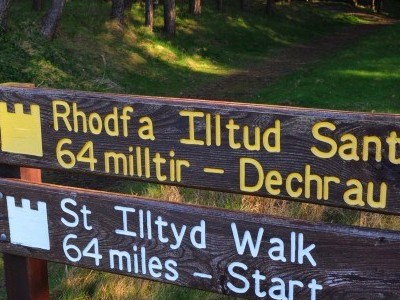 Rhodfa Illtud Sant
64 milltir – Dechrau
St Illtyd Walk
64 miles – Start